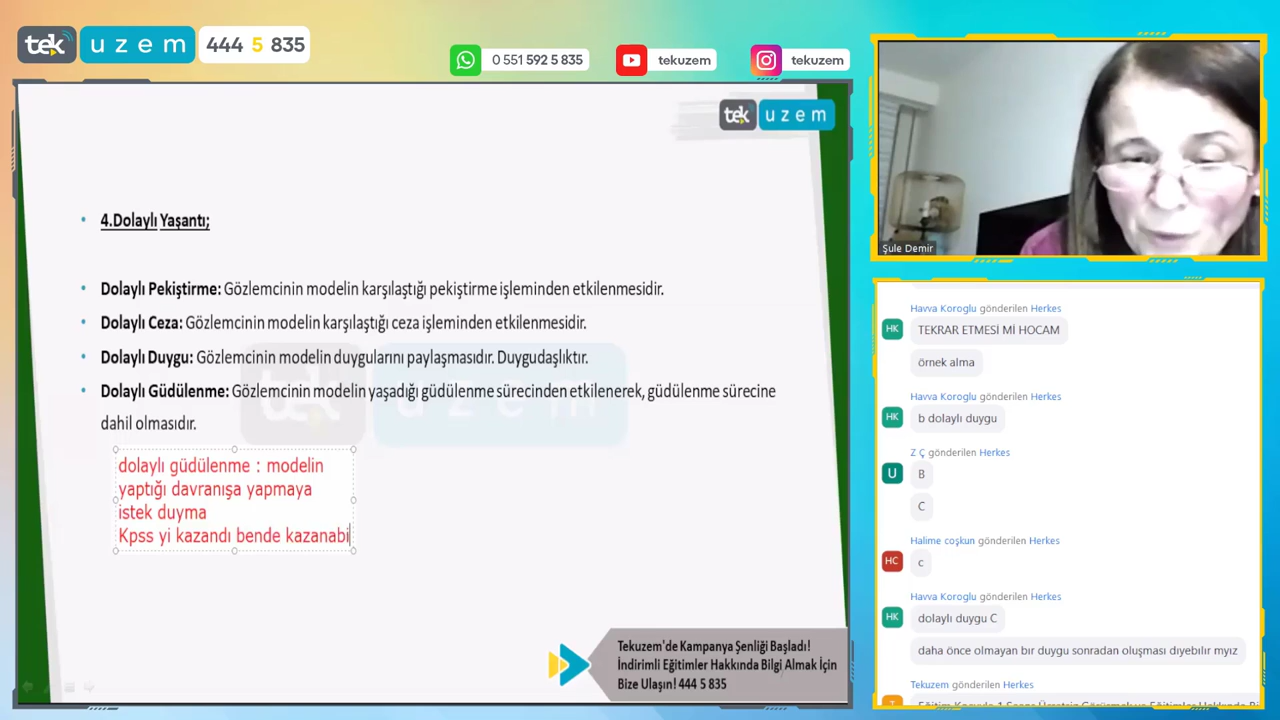 tek uzem 444 5 835
0 551 592 5 835
tekuzem
tekuzem
tek uzem
4.Dolaylı Yaşantı;
Dolaylı Pekiştirme: Gözlemcinin modelin karşılaştığı pekiştirme işleminden etkilenmesidir.
Dolaylı Ceza: Gözlemcinin modelin karşılaştığı ceza işleminden etkilenmesidir.
Dolaylı Duygu: Gözlemcinin modelin duygularını paylaşmasıdır. Duygudaşlıktır.
Dolaylı Güdülenme: Gözlemcinin modelin yaşadığı güdülenme sürecinden etkilenerek, güdülenme sürecine
dahil olmasıdır.
dolaylı güdülenme : modelin
yaptığı davranışa yapmaya
istek duyma
Kpss yi kazandı bende kazanabi
Tekuzem'de Kampanya Şenliği Başladı!
İndirimli Eğitimler Hakkında Bilgi Almak İçin
Bize Ulaşın! 444 5 835
Şule Demir
Havva Koroglu gönderilen Herkes
HK TEKRAR ETMESİ Mİ HOCAM
örnek alma
Havva Koroglu gönderilen Herkes
HK b dolaylı duygu
Z Ç gönderilen Herkes
U B
C
Halime coşkun gönderilen Herkes
HC c
Havva Koroglu gönderilen Herkes
HK dolaylı duygu C
daha önce olmayan bır duygu sonradan oluşması dıyebılır myız
Tekuzem gönderilen Herkes